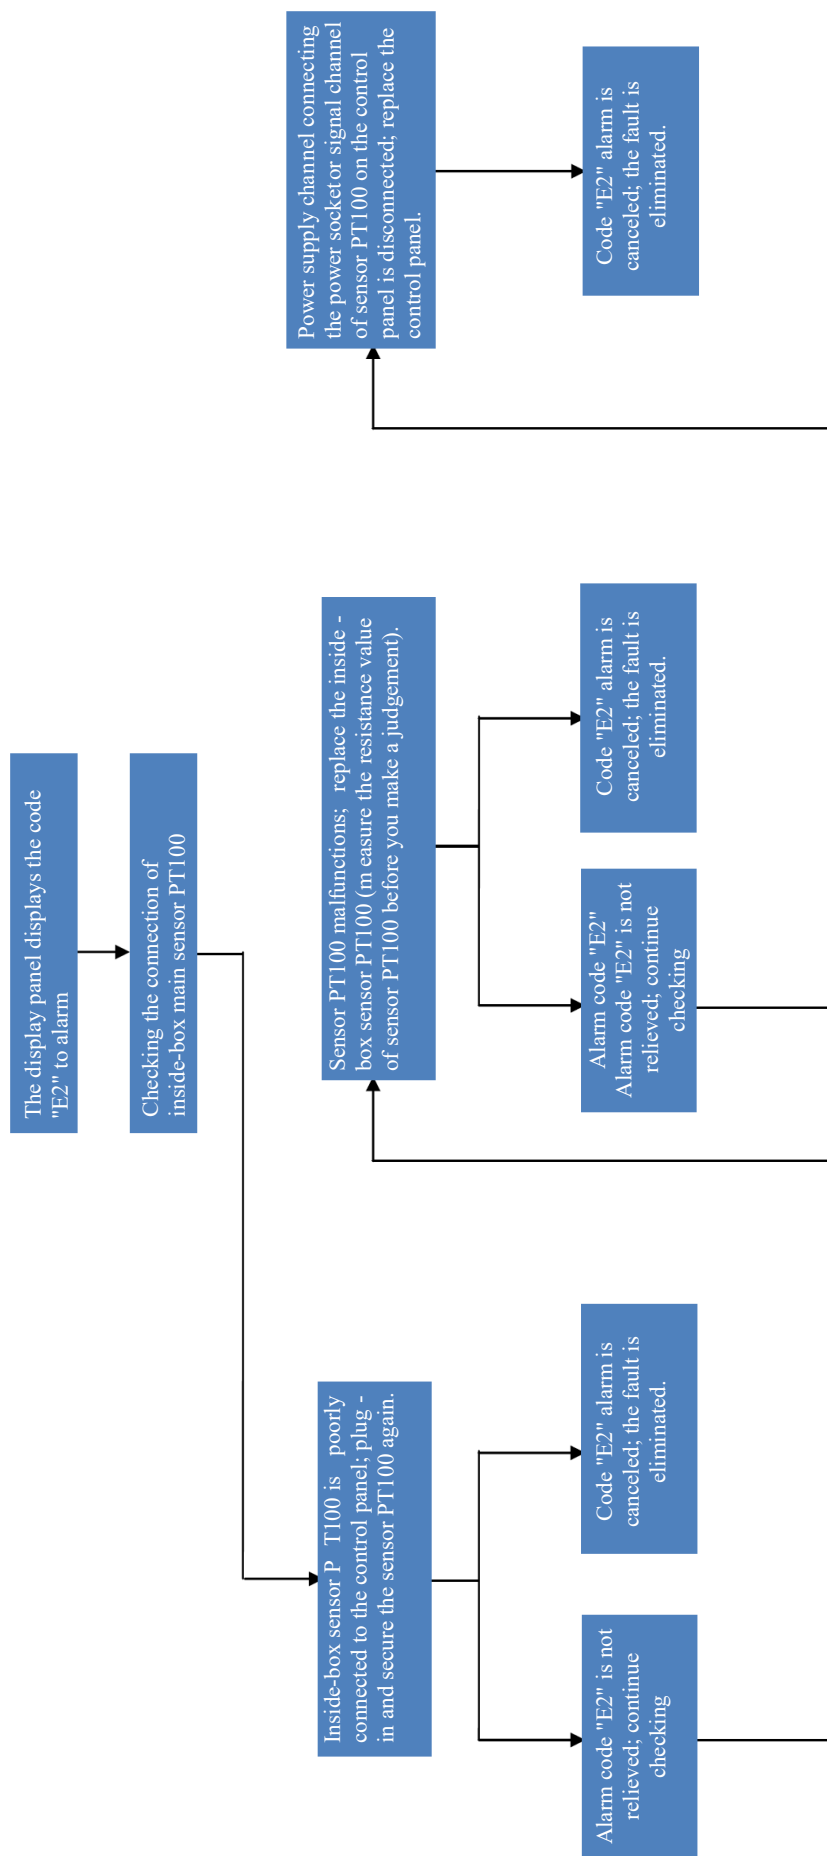 The display panel displays the code
"E2" to alarm
Checking the connection of
inside-box main sensor PT100
Inside-box sensor P T100 is poorly
connected to the control panel; plug -
in and secure the sensor PT100 again.
Alarm code "E2" is not
relieved; continue
checking
Code "E2" alarm is
canceled; the fault is
eliminated.
Sensor PT100 malfunctions; replace the inside -
box sensor PT100 (m easure the resistance value
of sensor PT100 before you make a judgement).
Alarm code "E2"
Alarm code "E2" is not
relieved; continue
checking
Code "E2" alarm is
canceled; the fault is
eliminated.
Power supply channel connecting
the power socket or signal channel
of sensor PT100 on the control
panel is disconnected; replace the
control panel.
Code "E2" alarm is
canceled; the fault is
eliminated.